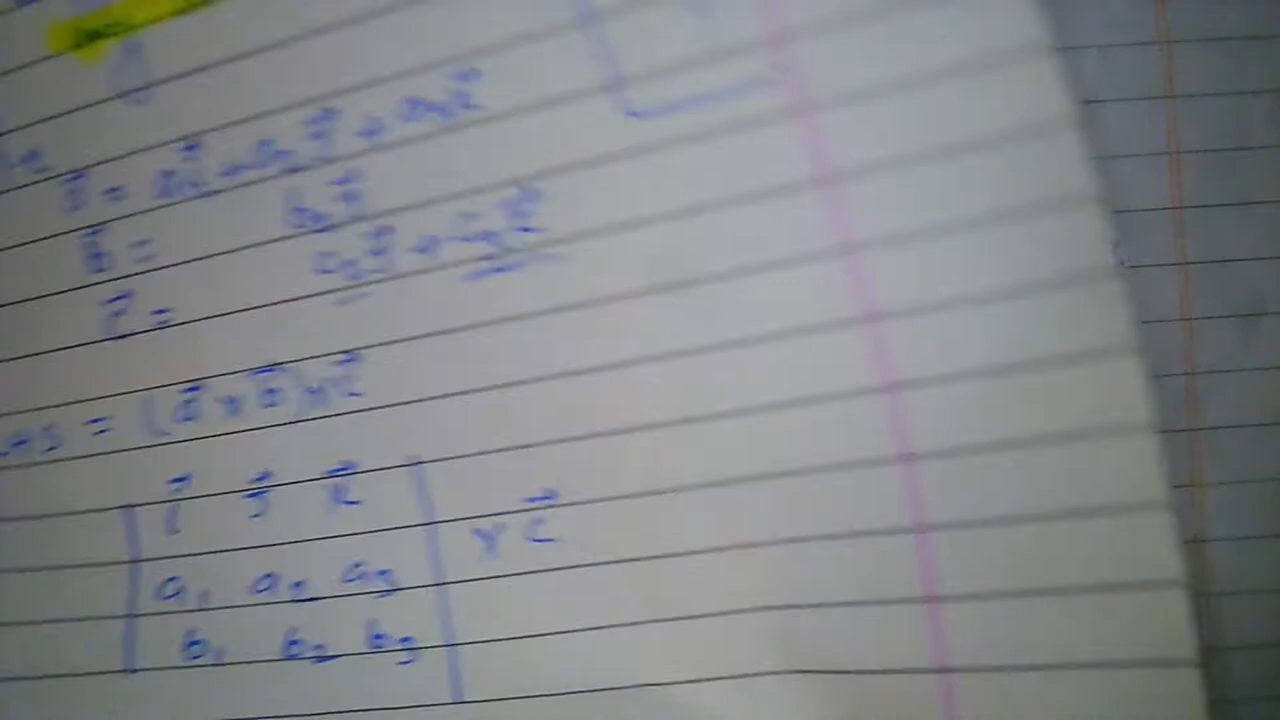 a⃗ = a₁i⃗ + a₂j⃗ + a₃k⃗
b⃗ = b₂j⃗
c⃗ = c₂j⃗ + c₃k⃗
= (a⃗ × b⃗) × c⃗
| i⃗ j⃗ k⃗ | × c⃗
a₁ a₂ a₃
b₁ b₂ b₃